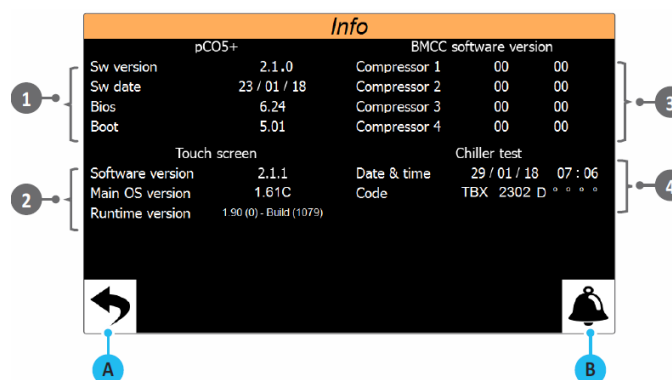 Info
pCO5+
Sw version 2.1.0
Sw date 23 / 01 / 18
Bios 6.24
Boot 5.01
BMCC software version
Compressor 1 00 00
Compressor 2 00 00
Compressor 3 00 00
Compressor 4 00 00
Touch screen
Software version 2.1.1
Main OS version 1.61C
Runtime version 1.90 (0) - Build (1079)
Chiller test
Date & time 29 / 01 / 18 07 : 06
Code TBX 2302 D ° ° ° °
1
2
3
4
A
B